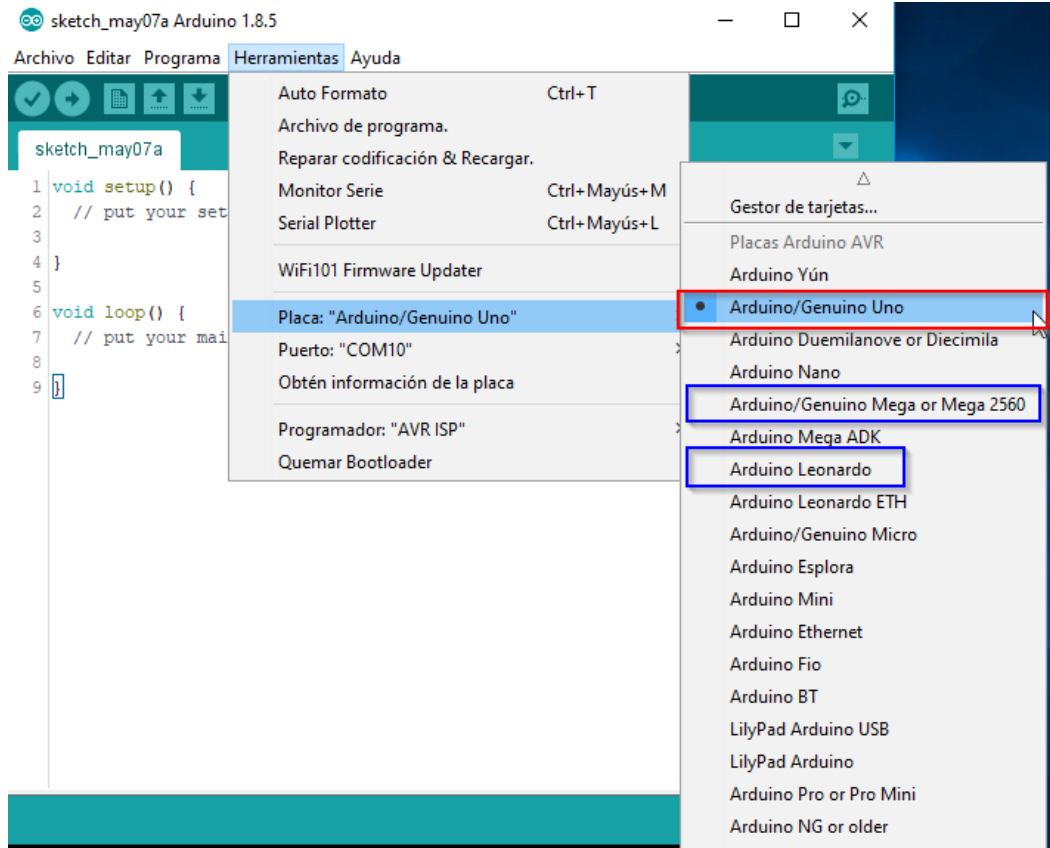 sketch_may07a Arduino 1.8.5
Archivo Editar Programa Herramientas Ayuda
sketch_may07a
1 void setup() {
2 // put your set
3
4 }
5
6 void loop() {
7 // put your mai
8
9 }
Auto Formato Ctrl+T
Archivo de programa.
Reparar codificación & Recargar.
Monitor Serie Ctrl+Mayús+M
Serial Plotter Ctrl+Mayús+L
WiFi101 Firmware Updater
Placa: "Arduino/Genuino Uno"
Puerto: "COM10"
Obtén información de la placa
Programador: "AVR ISP"
Quemar Bootloader
Gestor de tarjetas...
Placas Arduino AVR
Arduino Yún
Arduino/Genuino Uno
Arduino Duemilanove or Diecimila
Arduino Nano
Arduino/Genuino Mega or Mega 2560
Arduino Mega ADK
Arduino Leonardo
Arduino Leonardo ETH
Arduino/Genuino Micro
Arduino Esplora
Arduino Mini
Arduino Ethernet
Arduino Fio
Arduino BT
LilyPad Arduino USB
LilyPad Arduino
Arduino Pro or Pro Mini
Arduino NG or older